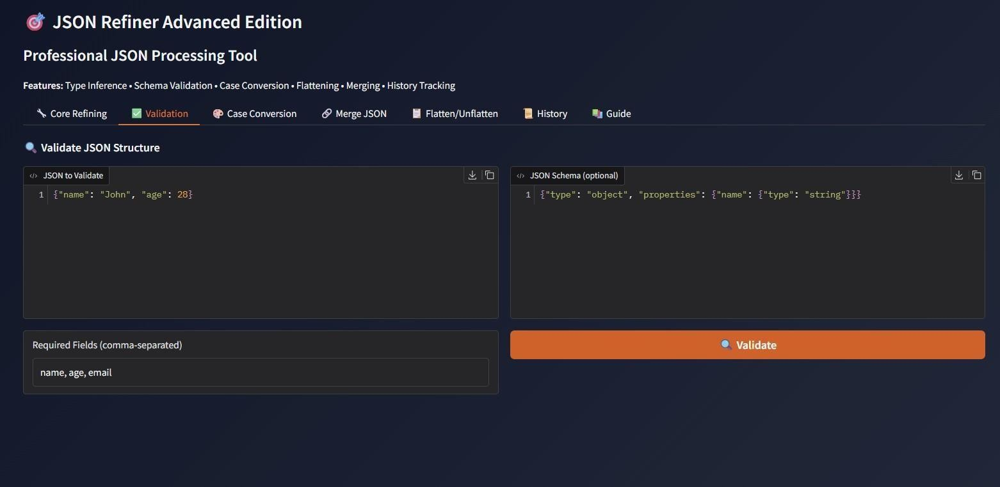 JSON Refiner Advanced Edition
Professional JSON Processing Tool
Features: Type Inference • Schema Validation • Case Conversion • Flattening • Merging • History Tracking
Core Refining Validation Case Conversion Merge JSON Flatten/Unflatten History Guide
Validate JSON Structure
JSON to Validate
1 {"name": "John", "age": 28}
JSON Schema (optional)
1 {"type": "object", "properties": {"name": {"type": "string"}}}
Required Fields (comma-separated)
name, age, email
Validate